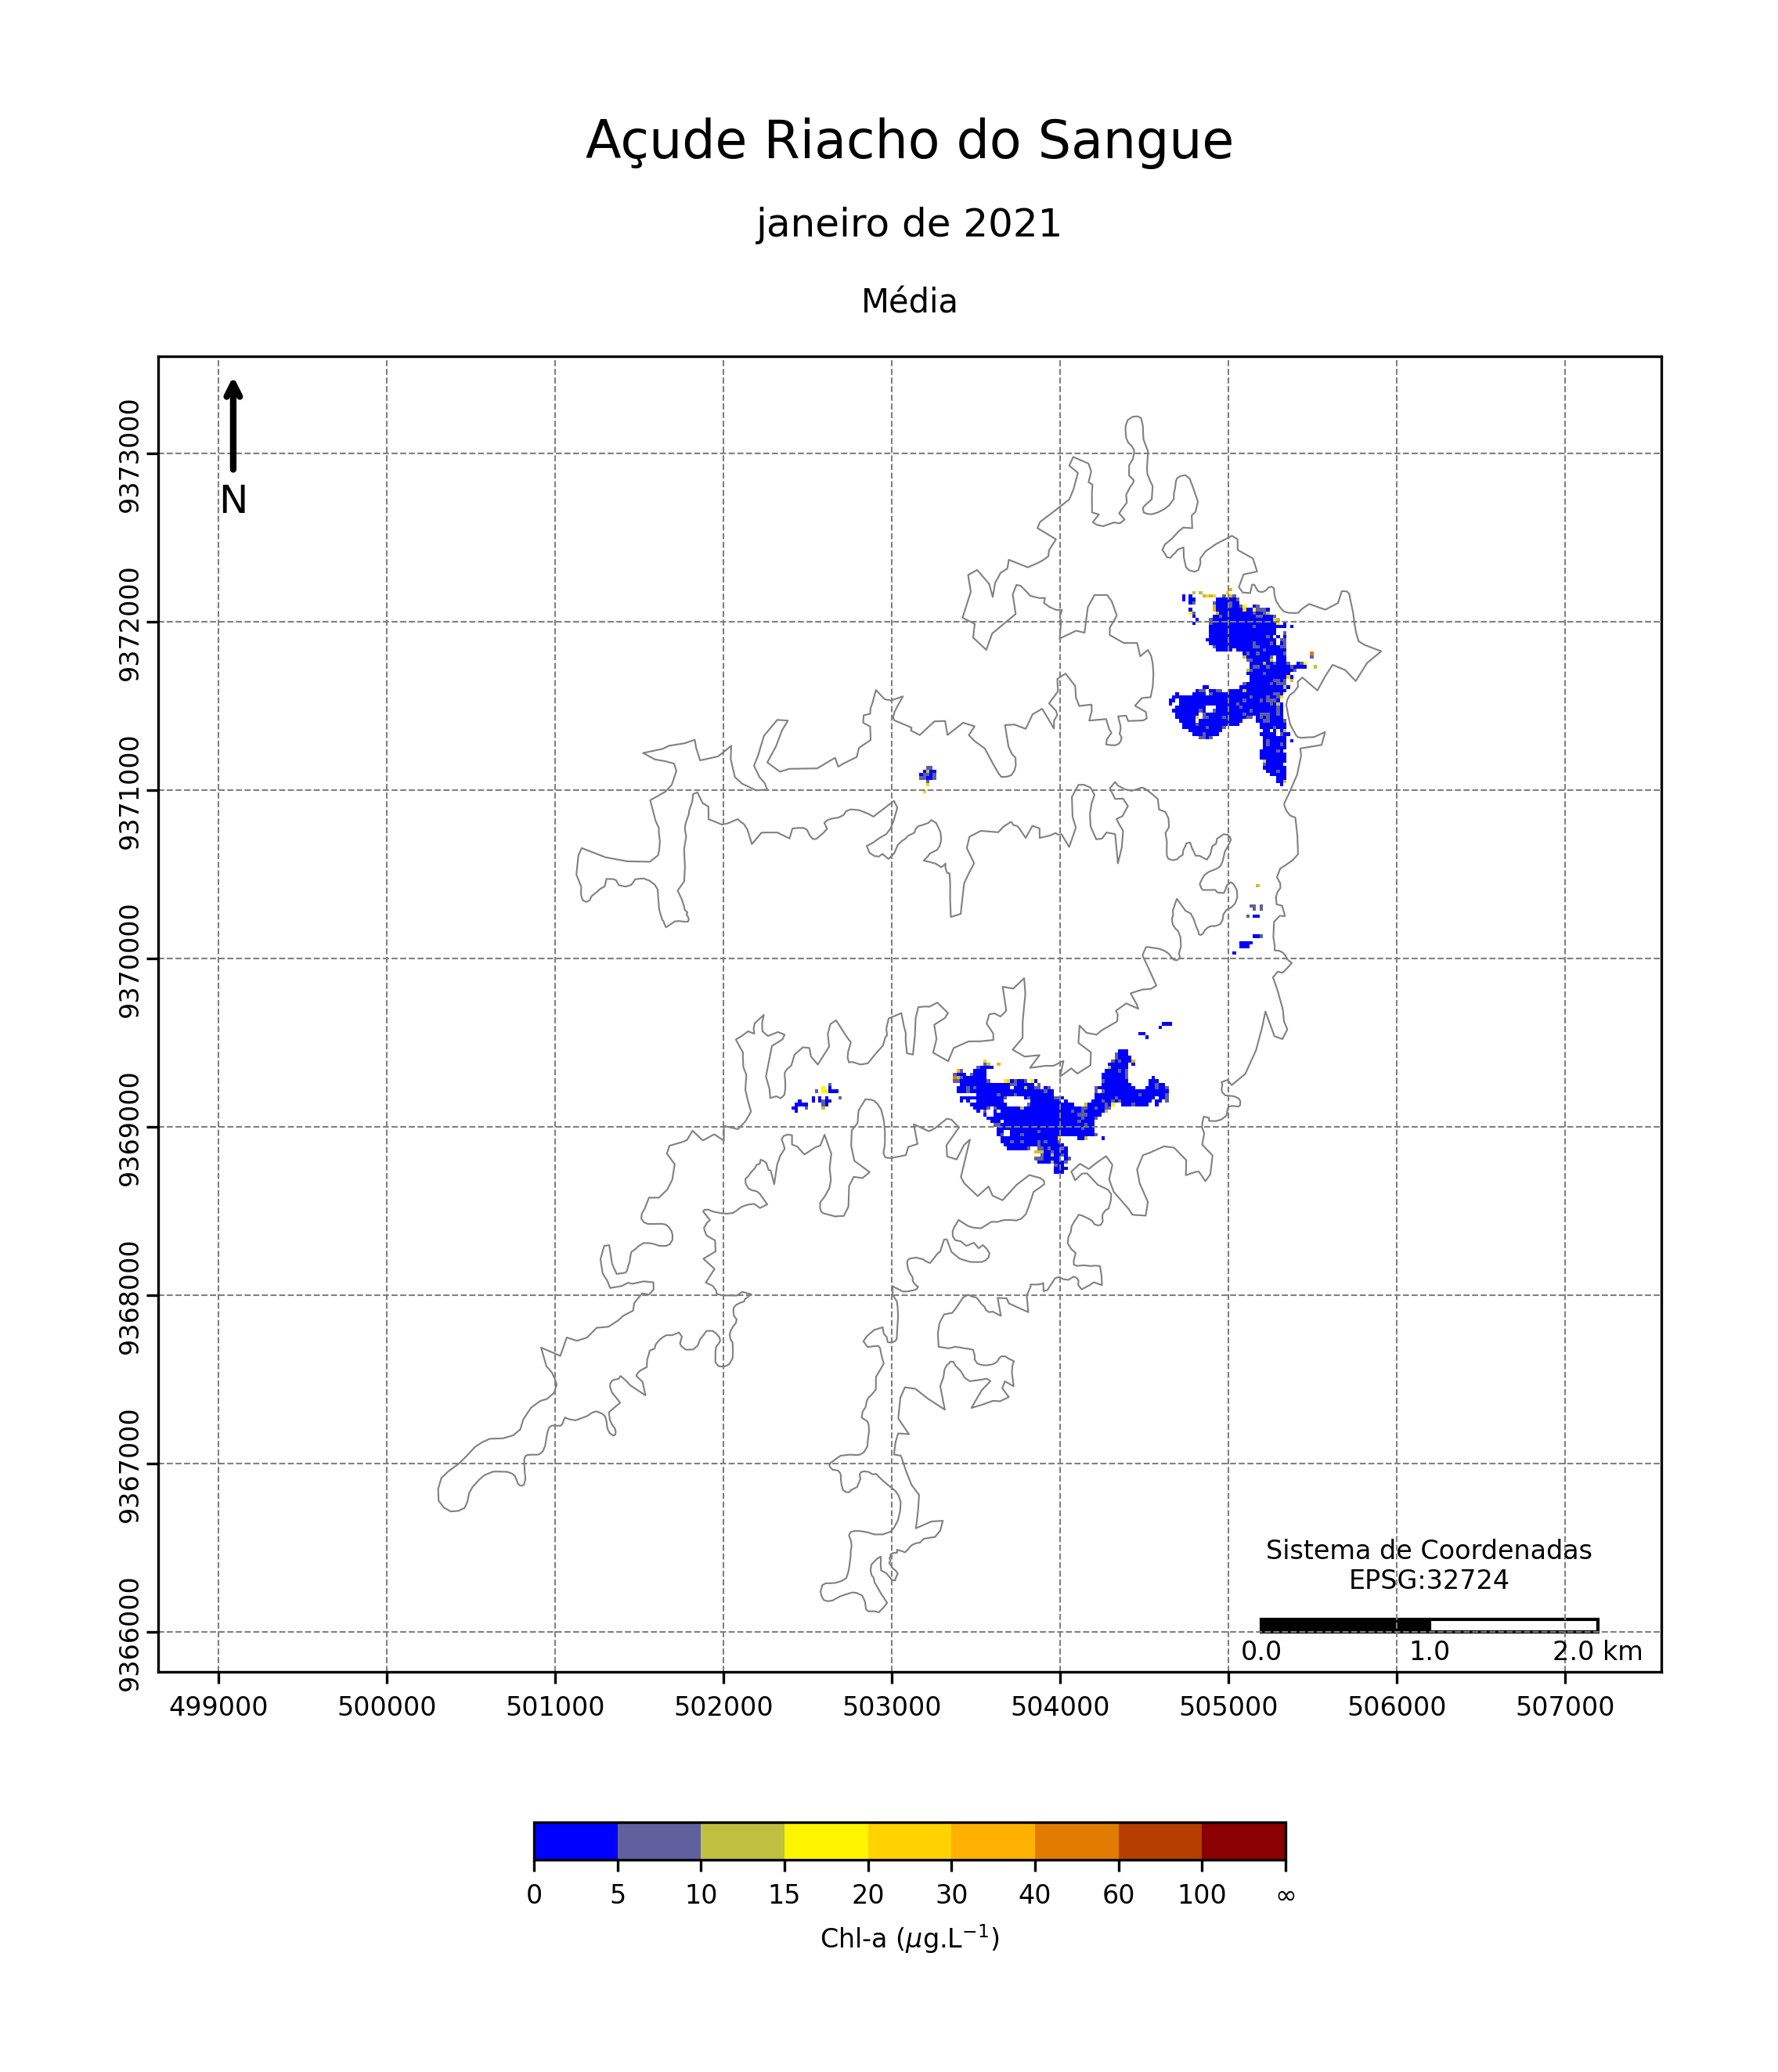 Açude Riacho do Sangue
janeiro de 2021
Média
N
9373000
9372000
9371000
9370000
9369000
9368000
9367000
9366000
Sistema de Coordenadas
EPSG:32724
0.0 1.0 2.0 km
499000 500000 501000 502000 503000 504000 505000 506000 507000
0 5 10 15 20 30 40 60 100 ∞
Chl-a (μg.L⁻¹)